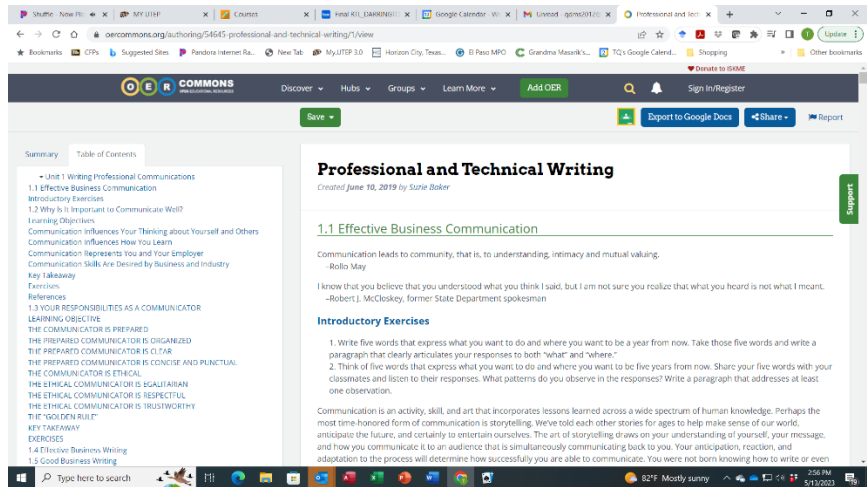 Shuffle - Now Pl
MY UTEP
Courses
Final RTL_DARRINGTO
Google Calendar - W
Unread - qdms2012@
Professional and Tech
oercommons.org/authoring/54645-professional-and-technical-writing/1/view
Update
Bookmarks
CFPs
Suggested Sites
Pandora Internet Ra...
New Tab
MyUTEP 3.0
Horizon City, Texas...
El Paso MPO
Grandma Masarik's...
TQ's Google Calend...
Shopping
Other bookmarks
Donate to ISKME
OER COMMONS
OPEN EDUCATIONAL RESOURCES
Discover
Hubs
Groups
Learn More
Add OER
Sign In/Register
Save
Export to Google Docs
Share
Report
Summary
Table of Contents
Unit 1 Writing Professional Communications
1.1 Effective Business Communication
Introductory Exercises
1.2 Why Is It Important to Communicate Well?
Learning Objectives
Communication Influences Your Thinking about Yourself and Others
Communication Influences How You Learn
Communication Represents You and Your Employer
Communication Skills Are Desired by Business and Industry
Key Takeaway
Exercises
References
1.3 YOUR RESPONSIBILITIES AS A COMMUNICATOR
LEARNING OBJECTIVE
THE COMMUNICATOR IS PREPARED
THE PREPARED COMMUNICATOR IS ORGANIZED
THE PREPARED COMMUNICATOR IS CLEAR
THE PREPARED COMMUNICATOR IS CONCISE AND PUNCTUAL
THE COMMUNICATOR IS ETHICAL
THE ETHICAL COMMUNICATOR IS EGALITARIAN
THE ETHICAL COMMUNICATOR IS RESPECTFUL
THE ETHICAL COMMUNICATOR IS TRUSTWORTHY
THE "GOLDEN RULE"
KEY TAKEAWAY
EXERCISES
1.4 Effective Business Writing
1.5 Good Business Writing
Professional and Technical Writing
Created June 10, 2019 by Suzie Baker
1.1 Effective Business Communication
Communication leads to community, that is, to understanding, intimacy and mutual valuing.
–Rollo May
I know that you believe that you understood what you think I said, but I am not sure you realize that what you heard is not what I meant.
–Robert J. McCloskey, former State Department spokesman
Introductory Exercises
1. Write five words that express what you want to do and where you want to be a year from now. Take those five words and write a
paragraph that clearly articulates your responses to both "what" and "where."
2. Think of five words that express what you want to do and where you want to be five years from now. Share your five words with your
classmates and listen to their responses. What patterns do you observe in the responses? Write a paragraph that addresses at least
one observation.
Communication is an activity, skill, and art that incorporates lessons learned across a wide spectrum of human knowledge. Perhaps the
most time-honored form of communication is storytelling. We've told each other stories for ages to help make sense of our world,
anticipate the future, and certainly to entertain ourselves. The art of storytelling draws on your understanding of yourself, your message,
and how you communicate it to an audience that is simultaneously communicating back to you. Your anticipation, reaction, and
adaptation to the process will determine how successfully you are able to communicate. You were not born knowing how to write or even
Support
Type here to search
82°F Mostly sunny
2:56 PM
5/13/2023